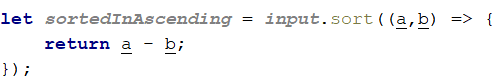 let sortedInAscending = input.sort((a,b) => {
    return a - b;
});